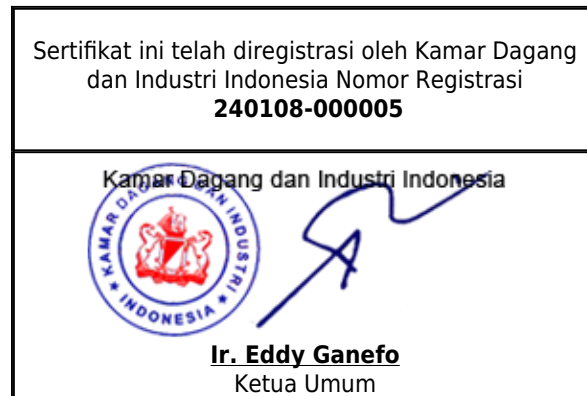 Sertifikat ini telah diregistrasi oleh Kamar Dagang
dan Industri Indonesia Nomor Registrasi
240108-000005
Kamar Dagang dan Industri Indonesia
KAMAR DAGANG DAN INDUSTRI
INDONESIA
Ir. Eddy Ganefo
Ketua Umum